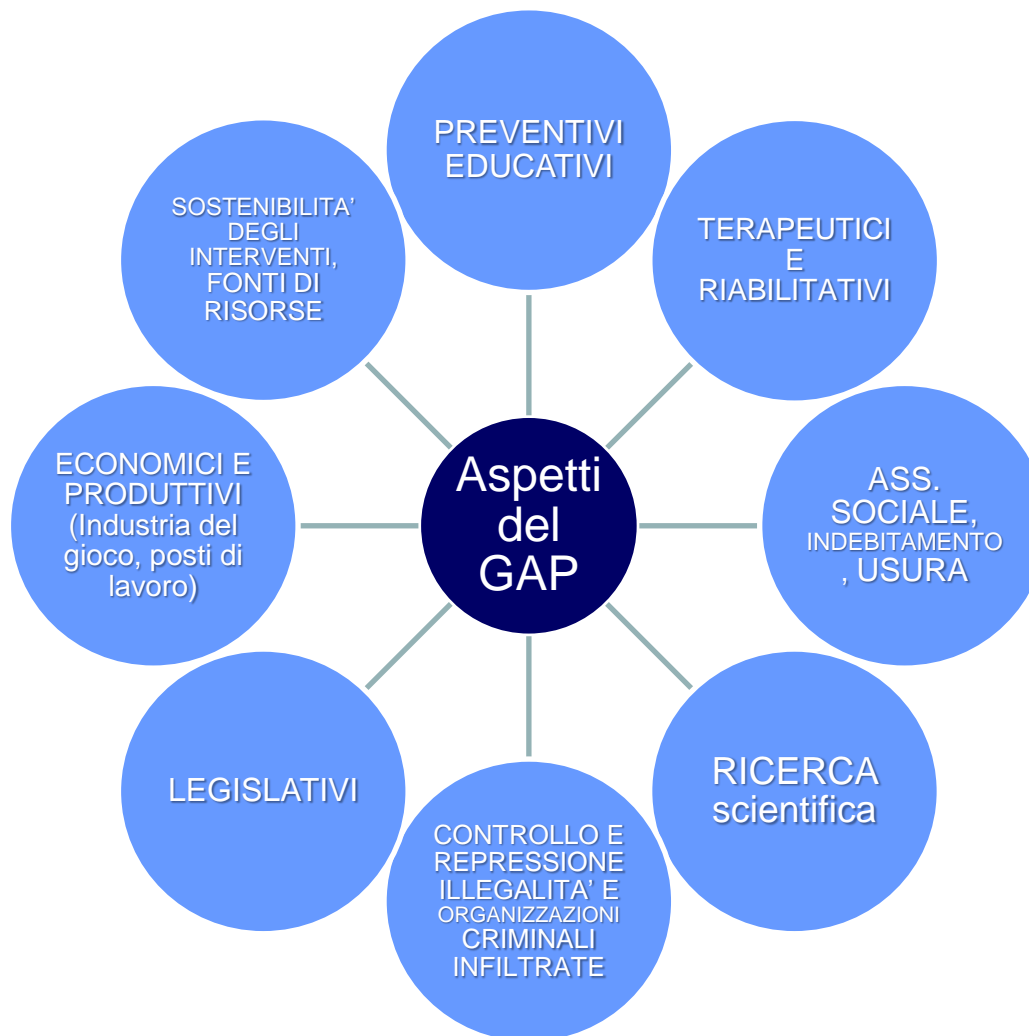 PREVENTIVI
EDUCATIVI
TERAPEUTICI
E
RIABILITATIVI
ASS.
SOCIALE,
INDEBITAMENTO
, USURA
RICERCA
scientifica
CONTROLLO E
REPRESSIONE
ILLEGALITA’ E
ORGANIZZAZIONI
CRIMINALI
INFILTRATE
LEGISLATIVI
ECONOMICI E
PRODUTTIVI
(Industria del
gioco, posti di
lavoro)
SOSTENIBILITA’
DEGLI
INTERVENTI,
FONTI DI
RISORSE
Aspetti
del
GAP